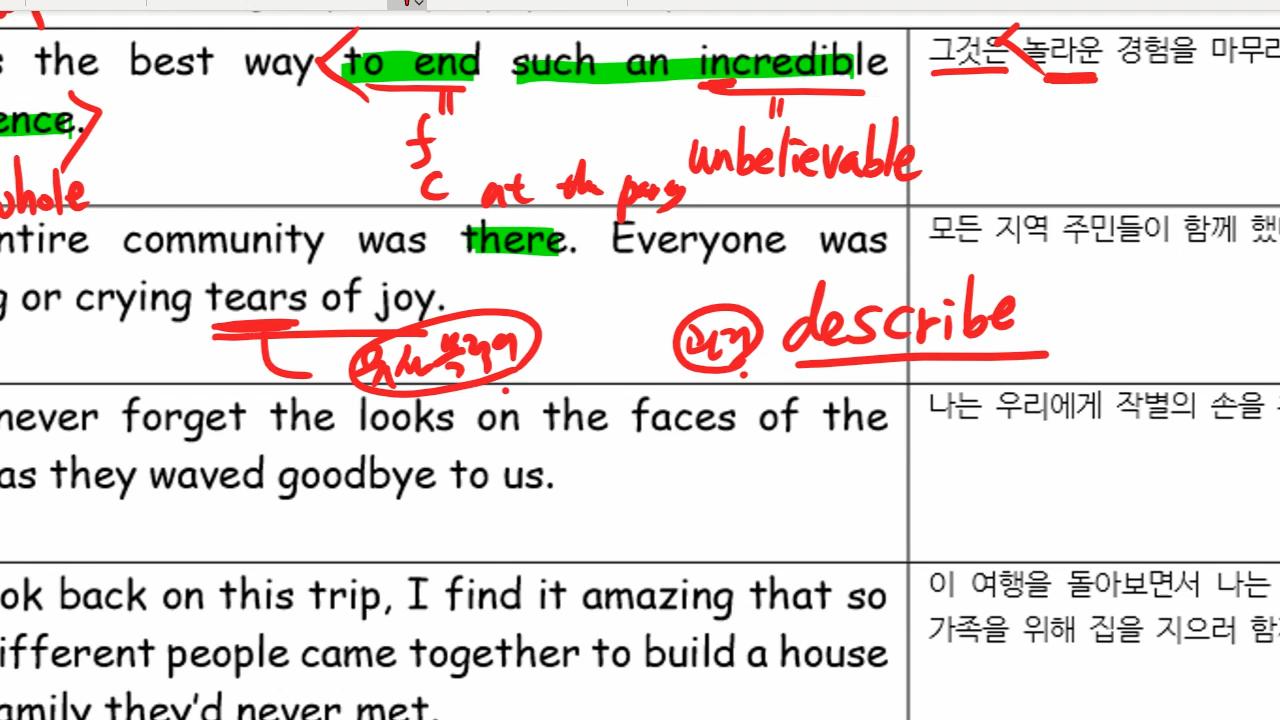 the best way to end such an incredible
ence.
f
c
at the party
unbelievable
whole
ntire community was there. Everyone was
g or crying tears of joy.
describe
never forget the looks on the faces of the
as they waved goodbye to us.
ok back on this trip, I find it amazing that so
ifferent people came together to build a house
amily they'd never met.
그것은 놀라운 경험을 마무리
모든 지역 주민들이 함께 했
나는 우리에게 작별의 손을
이 여행을 돌아보면서 나는
가족을 위해 집을 지으러 함